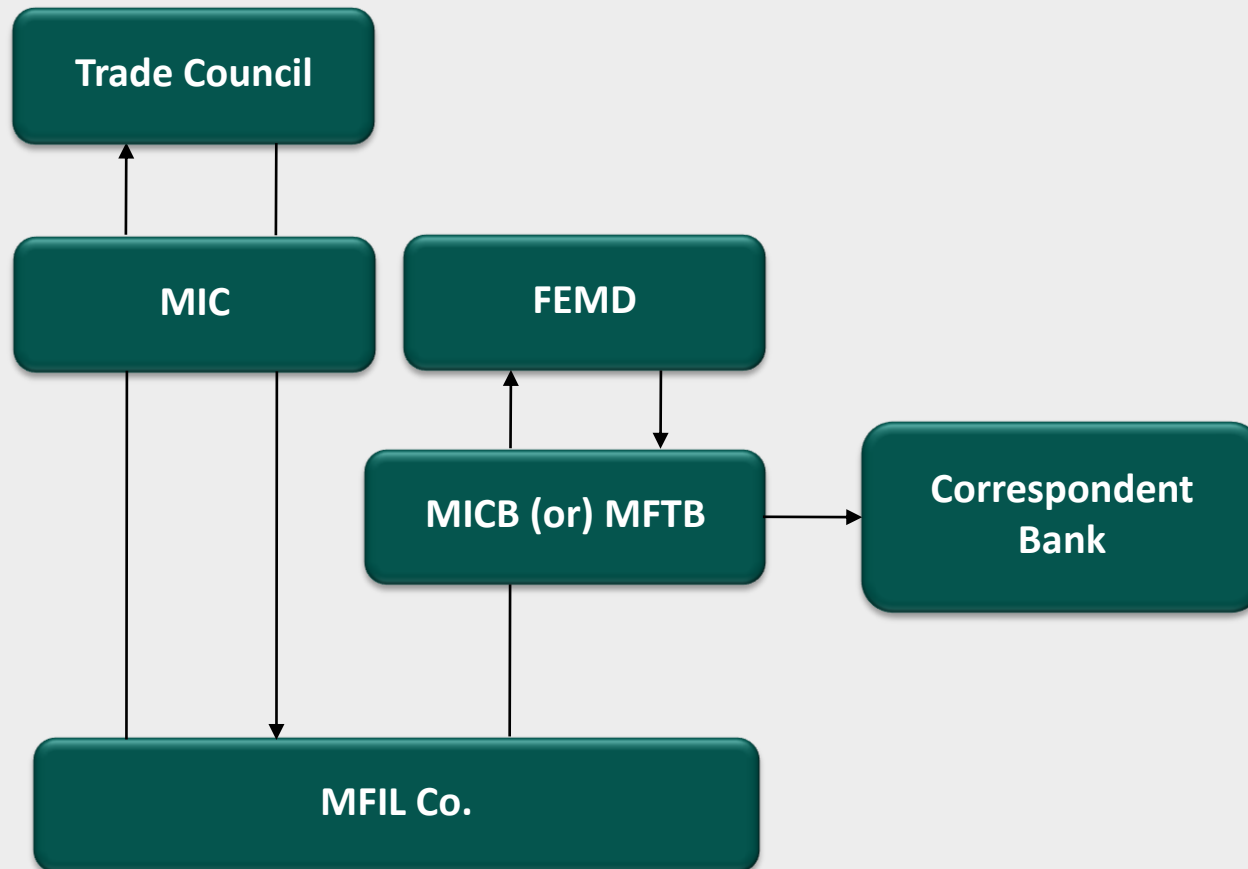 Trade Council
MIC
FEMD
MICB (or) MFTB
Correspondent
Bank
MFIL Co.